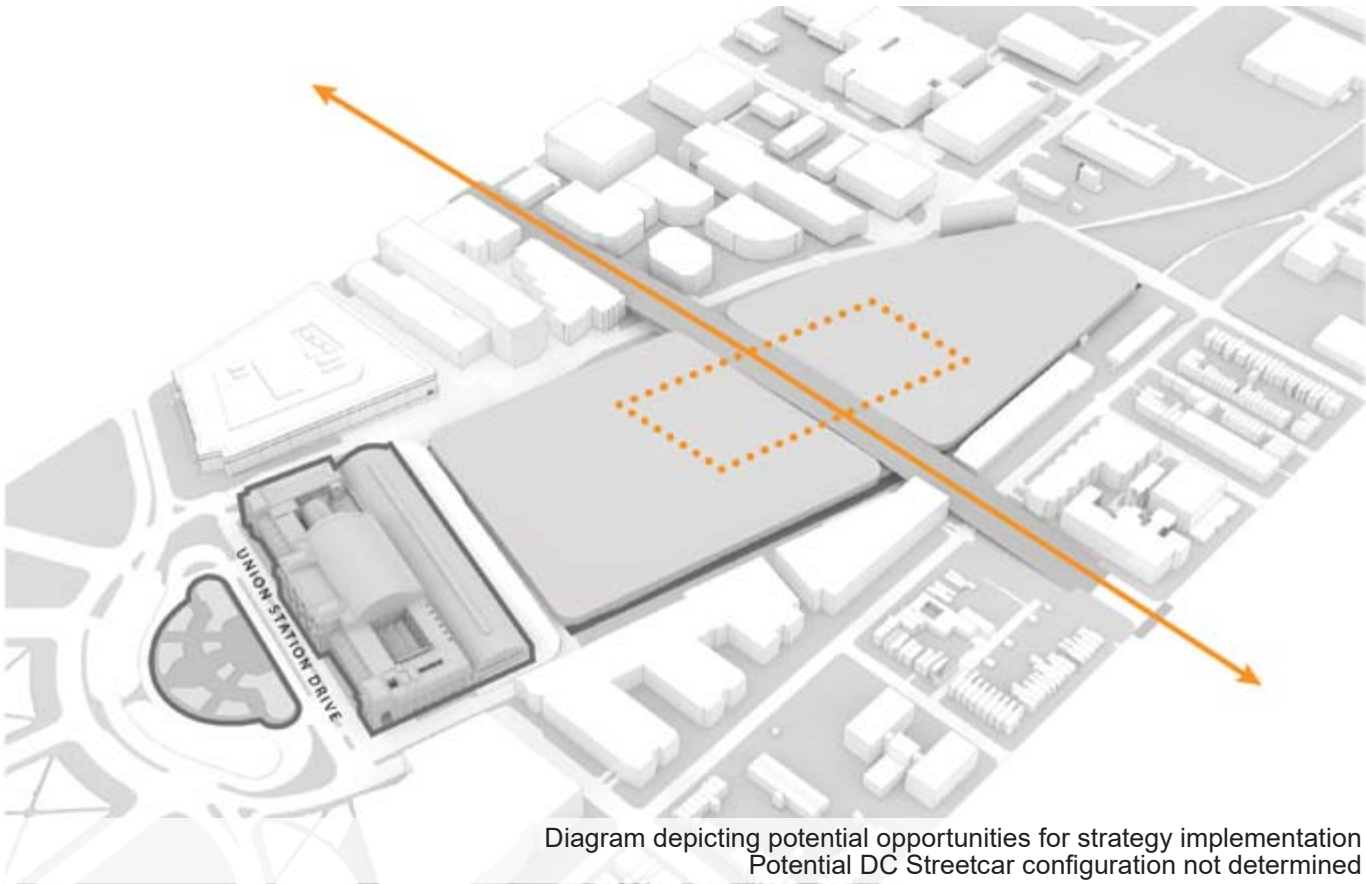 UNION STATION DRIVE
Diagram depicting potential opportunities for strategy implementation
Potential DC Streetcar configuration not determined